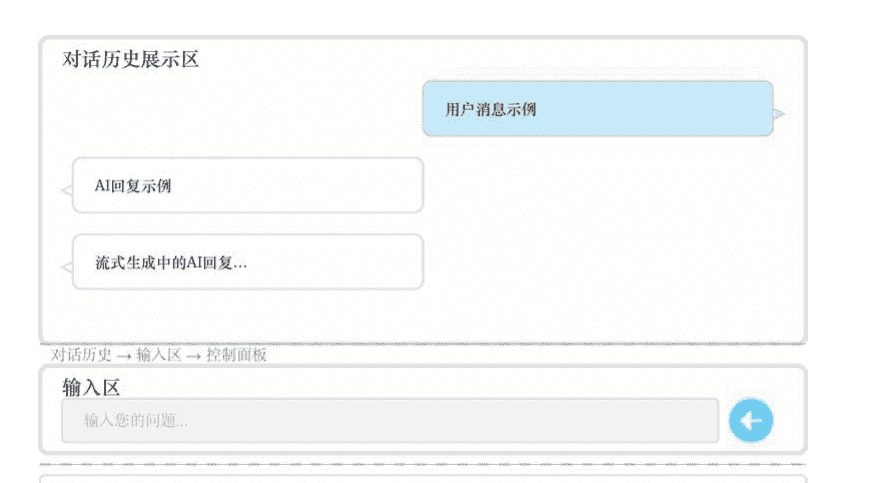 对话历史展示区
用户消息示例
AI回复示例
流式生成中的AI回复...
对话历史 → 输入区 → 控制面板
输入区
输入您的问题...